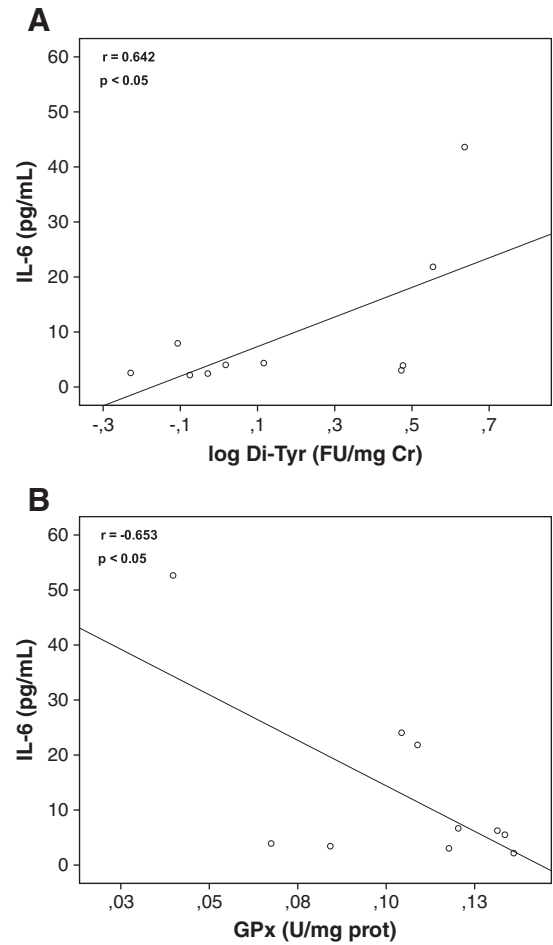 A
r = 0.642
p < 0.05
IL-6 (pg/mL)
60
50
40
30
20
10
0
-,3 -,1 ,1 ,3 ,5 ,7
log Di-Tyr (FU/mg Cr)
B
r = -0.653
p < 0.05
IL-6 (pg/mL)
60
50
40
30
20
10
0
,03 ,05 ,08 ,10 ,13
GPx (U/mg prot)